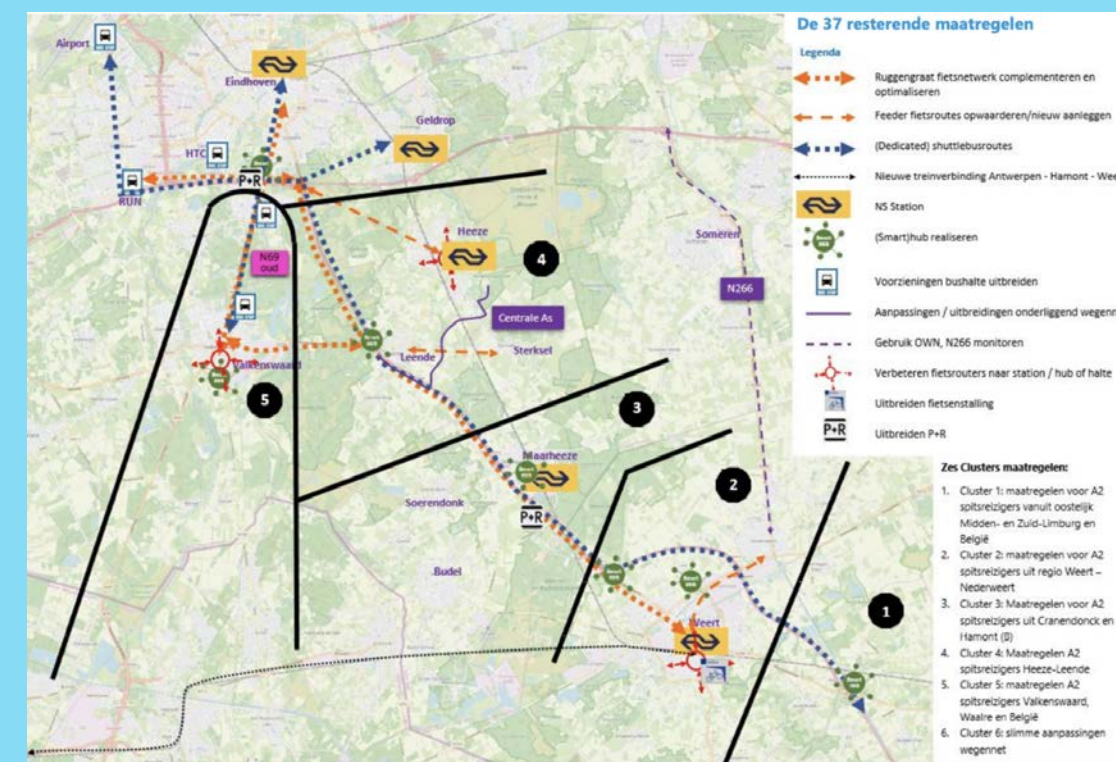 De 37 resterende maatregelen
Legenda
Ruggengraat fietsnetwerk complementeren en
optimaliseren
Feeder fietsroutes opwaarderen/nieuw aanleggen
(Dedicated) shuttlebusroutes
Nieuwe treinverbinding Antwerpen - Hamont - Wee
NS Station
(Smart)hub realiseren
Voorzieningen bushalte uitbreiden
Aanpassingen / uitbreidingen onderliggend wegenn
Gebruik OWN, N266 monitoren
Verbeteren fietsrouters naar station / hub of halte
Uitbreiden fietsenstalling
P+R
Uitbreiden P+R
Zes Clusters maatregelen:
1. Cluster 1: maatregelen voor A2
spitsreizigers vanuit oostelijk
Midden- en Zuid-Limburg en
België
2. Cluster 2: maatregelen voor A2
spitsreizigers uit regio Weert –
Nederweert
3. Cluster 3: Maatregelen voor A2
spitsreizigers uit Cranendonck en
Hamont (B)
4. Cluster 4: Maatregelen A2
spitsreizigers Heeze-Leende
5. Cluster 5: maatregelen A2
spitsreizigers Valkenswaard,
Waalre en België
6. Cluster 6: slimme aanpassingen
wegennet
Airport
Eindhoven
Geldrop
HTC
P+R
RUN
Heeze
4
Someren
N69
oud
N266
Centrale As
Leende
Sterksel
Valkenswaard
5
3
Maarheeze
2
Soerendonk
P+R
Budel
1
Weert